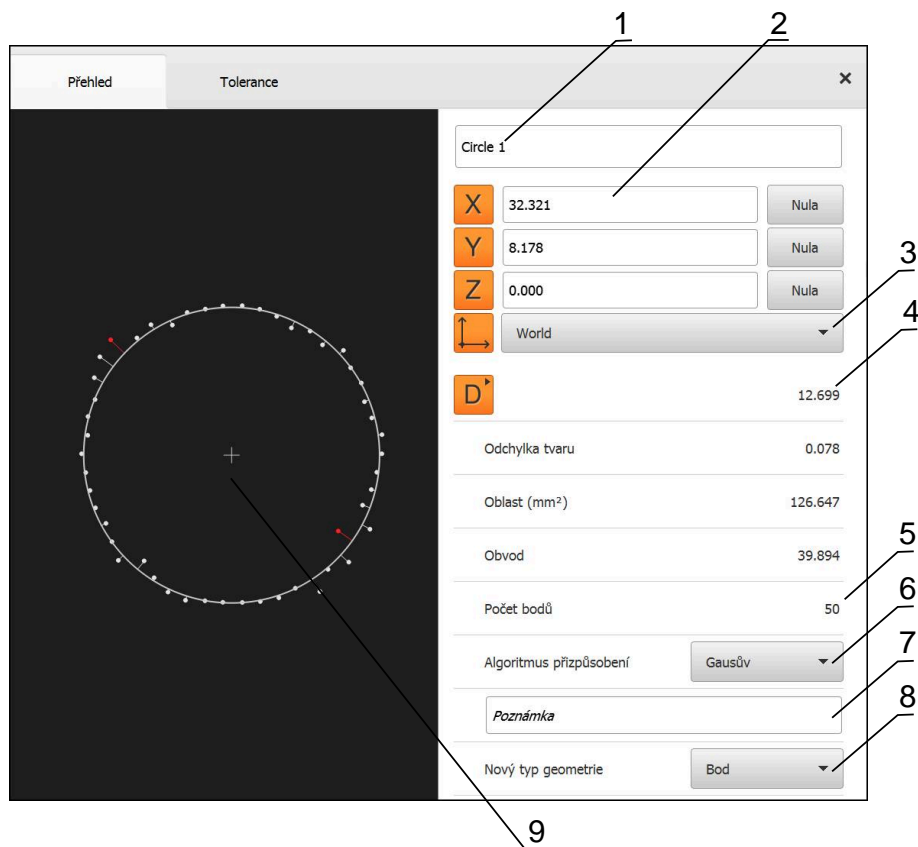 1 2
Přehled Tolerance ×
Circle 1
X 32.321 Nula
Y 8.178 Nula
3
Z 0.000 Nula
4
World
D 12.699
Odchylka tvaru 0.078
Oblast (mm²) 126.647
5
Obvod 39.894
6
Počet bodů 50
7
Algoritmus přizpůsobení Gausův
8
Poznámka
Nový typ geometrie Bod
9